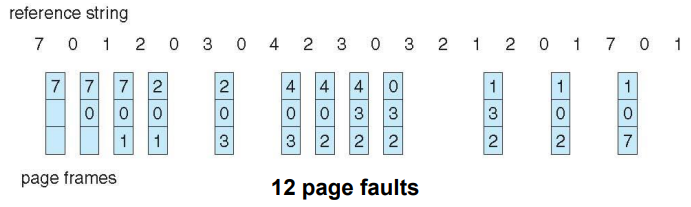 reference string
7 0 1 2 0 3 0 4 2 3 0 3 2 1 2 0 1 7 0 1
7 7 7 2 2 4 4 4 0 1 1 1
0 0 0 0 0 0 3 3 3 0 0
1 1 3 3 2 2 2 2 2 7
page frames
12 page faults